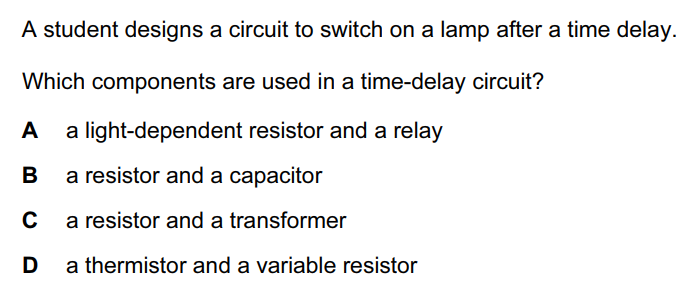 A student designs a circuit to switch on a lamp after a time delay.
Which components are used in a time-delay circuit?
A a light-dependent resistor and a relay
B a resistor and a capacitor
C a resistor and a transformer
D a thermistor and a variable resistor